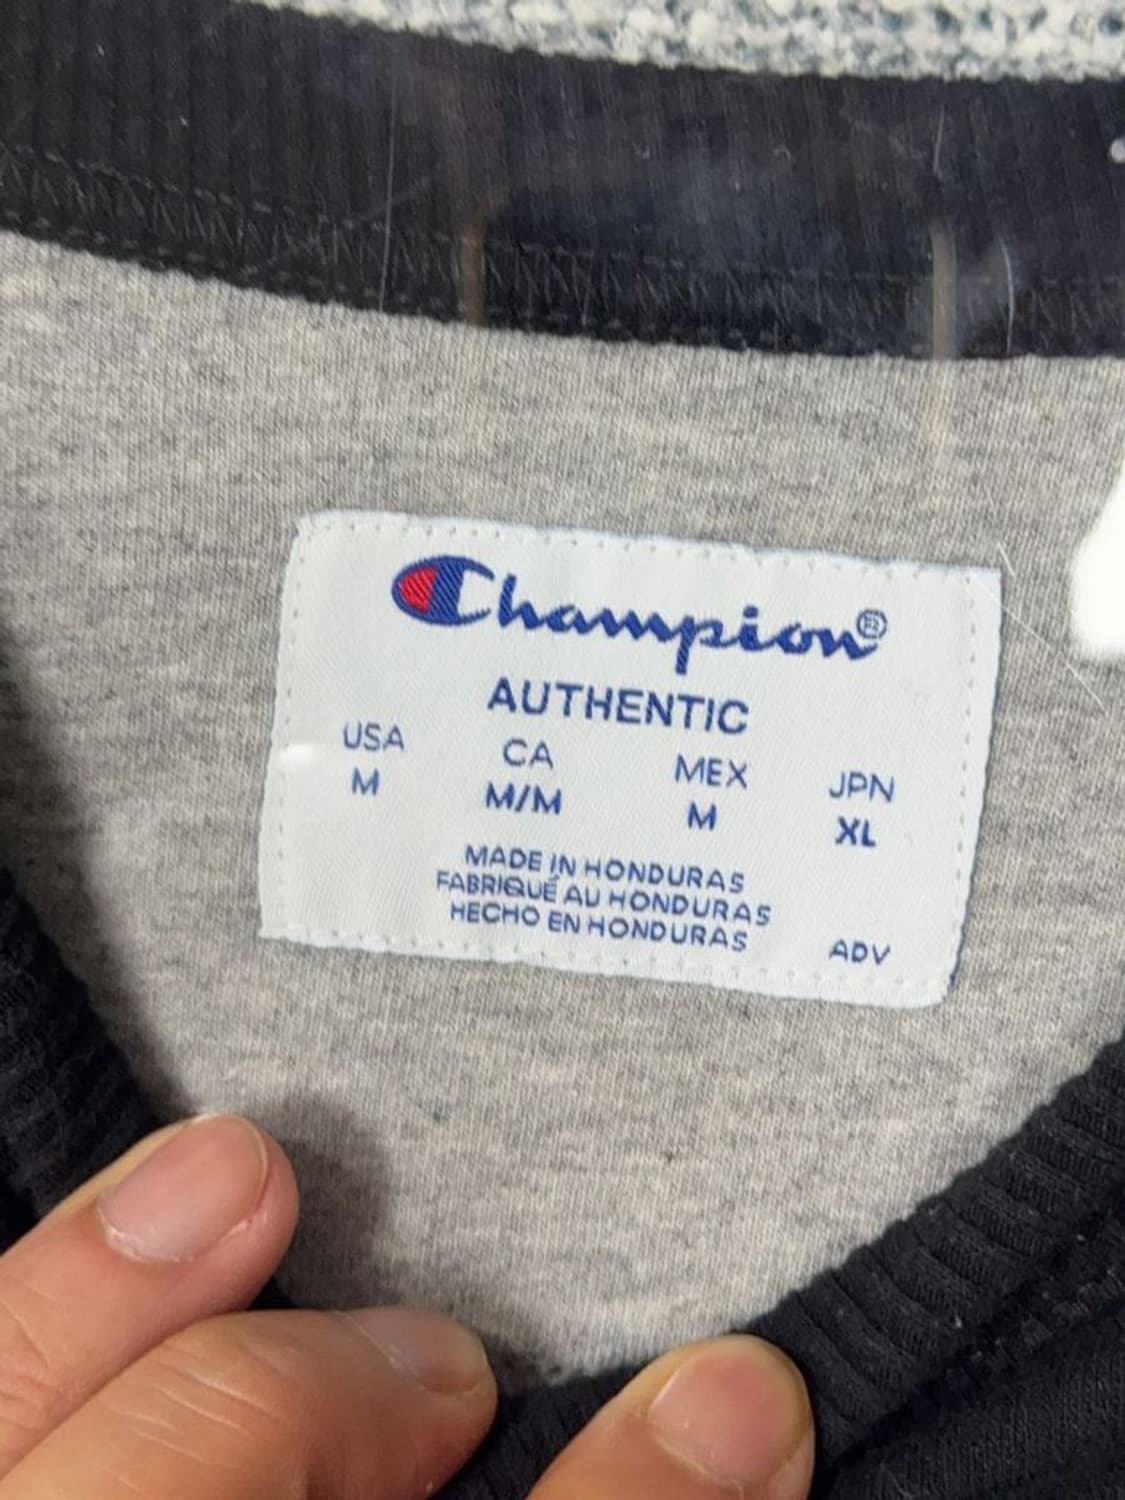 Champion®
AUTHENTIC
USA CA MEX JPN
M M/M M XL
MADE IN HONDURAS
FABRIQUÉ AU HONDURAS
HECHO EN HONDURAS
ADV